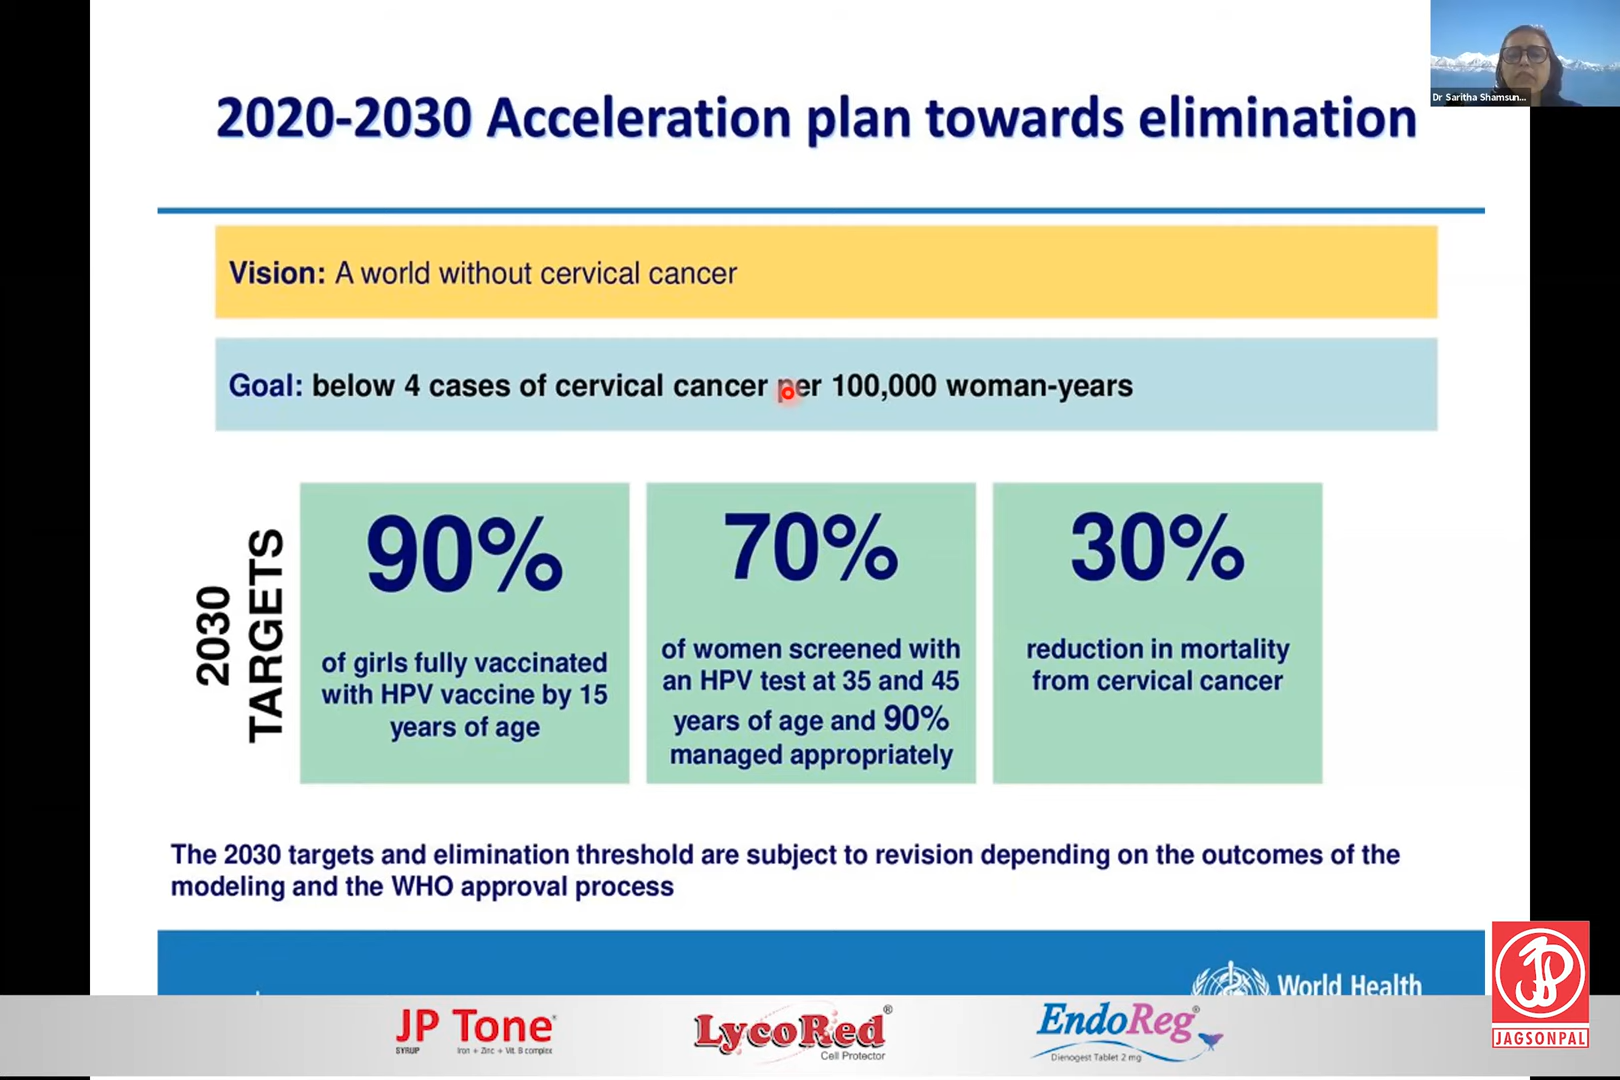 Dr Saritha Shamsun...
2020-2030 Acceleration plan towards elimination
Vision: A world without cervical cancer
Goal: below 4 cases of cervical cancer per 100,000 woman-years
2030
TARGETS
90%
of girls fully vaccinated
with HPV vaccine by 15
years of age
70%
of women screened with
an HPV test at 35 and 45
years of age and 90%
managed appropriately
30%
reduction in mortality
from cervical cancer
The 2030 targets and elimination threshold are subject to revision depending on the outcomes of the
modeling and the WHO approval process
World Health
JP Tone
SYRUP Iron + Zinc + Vit. B complex
LycoRed®
Cell Protector
EndoReg®
Dienogest Tablet 2 mg
JAGSONPAL